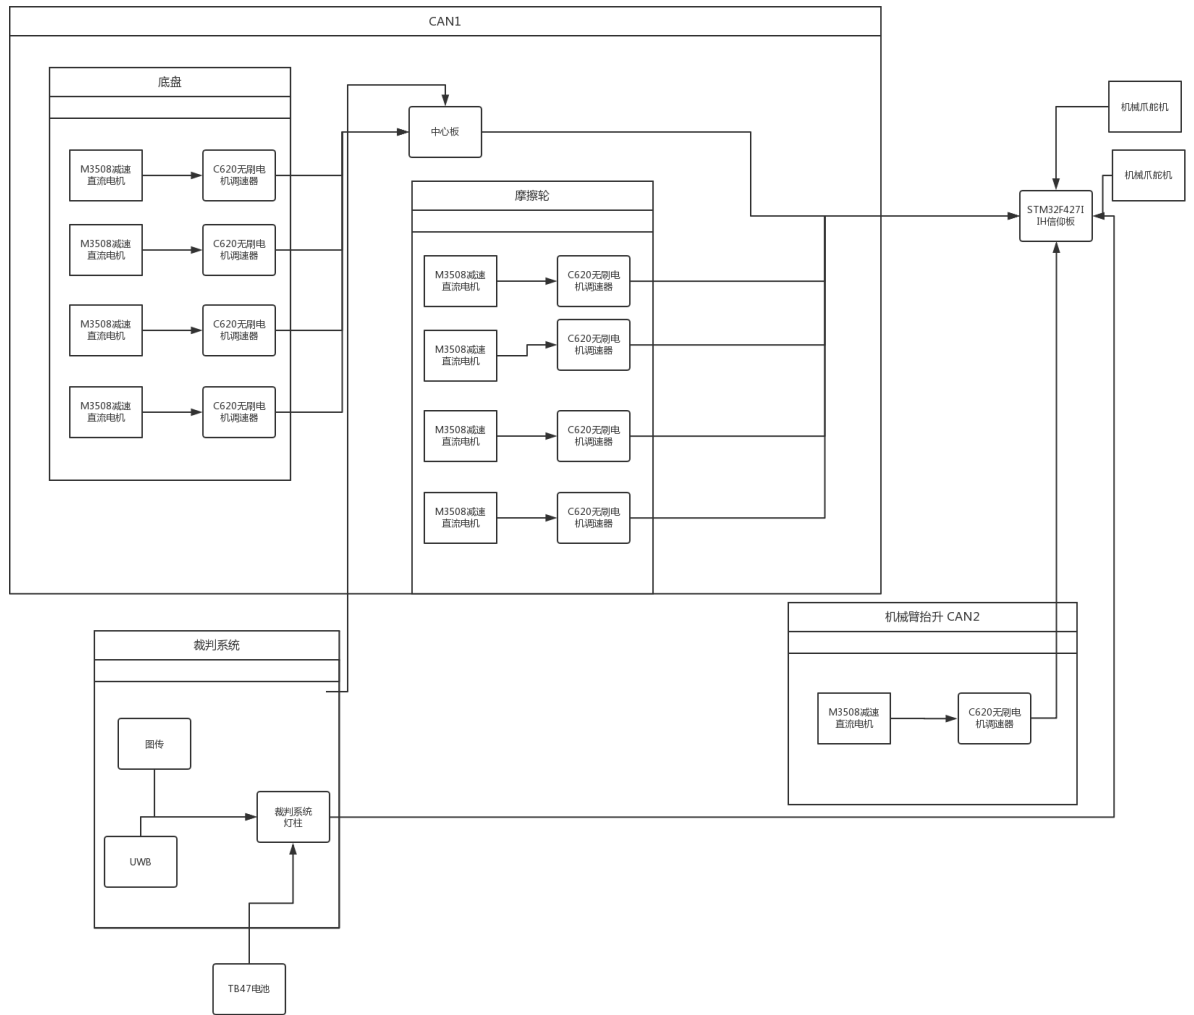 CAN1
底盘
M3508减速
直流电机
C620无刷电
机调速器
M3508减速
直流电机
C620无刷电
机调速器
M3508减速
直流电机
C620无刷电
机调速器
M3508减速
直流电机
C620无刷电
机调速器
中心板
摩擦轮
M3508减速
直流电机
C620无刷电
机调速器
M3508减速
直流电机
C620无刷电
机调速器
M3508减速
直流电机
C620无刷电
机调速器
M3508减速
直流电机
C620无刷电
机调速器
机械爪舵机
机械爪舵机
STM32F427I
IH信仰板
裁判系统
图传
UWB
裁判系统
灯柱
TB47电池
机械臂抬升 CAN2
M3508减速
直流电机
C620无刷电
机调速器